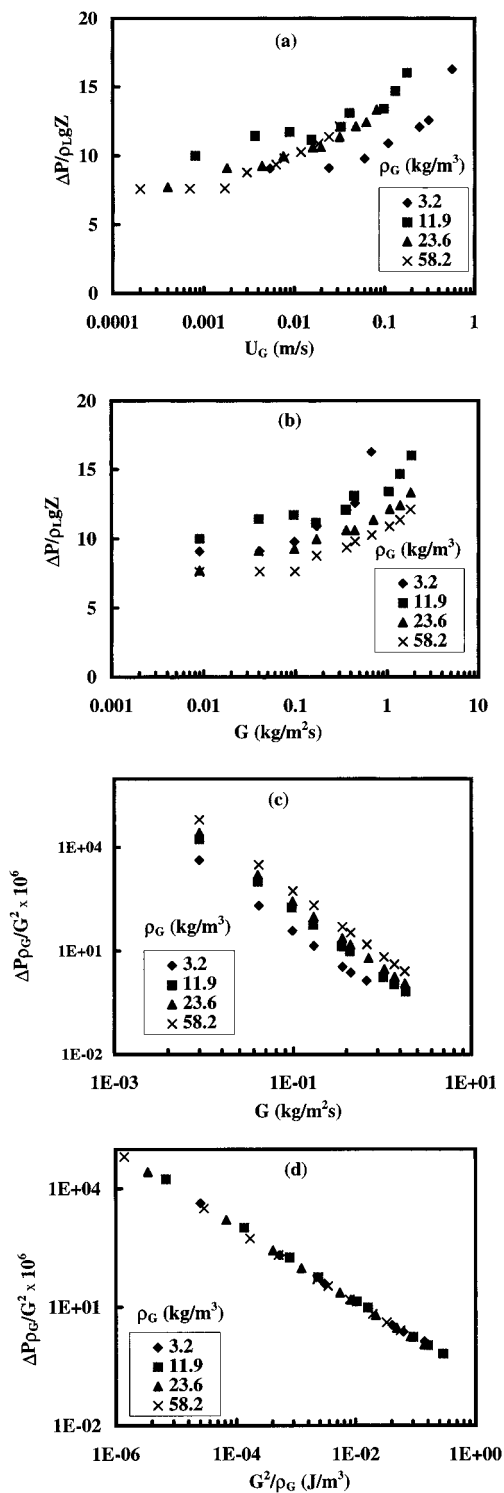 (a)
20
15
10
5
0
ΔP/ρLgZ
ρG (kg/m³)
3.2
11.9
23.6
58.2
0.0001
0.001
0.01
0.1
1
UG (m/s)
(b)
20
15
10
5
0
ΔP/ρLgZ
ρG (kg/m³)
3.2
11.9
23.6
58.2
0.001
0.01
0.1
1
10
G (kg/m²s)
(c)
1E+04
1E+01
1E-02
ΔPρG/G² x 10⁶
ρG (kg/m³)
3.2
11.9
23.6
58.2
1E-03
1E-01
1E+01
G (kg/m²s)
(d)
1E+04
1E+01
1E-02
ΔPρG/G² x 10⁶
ρG (kg/m³)
3.2
11.9
23.6
58.2
1E-06
1E-04
1E-02
1E+00
G²/ρG (J/m³)